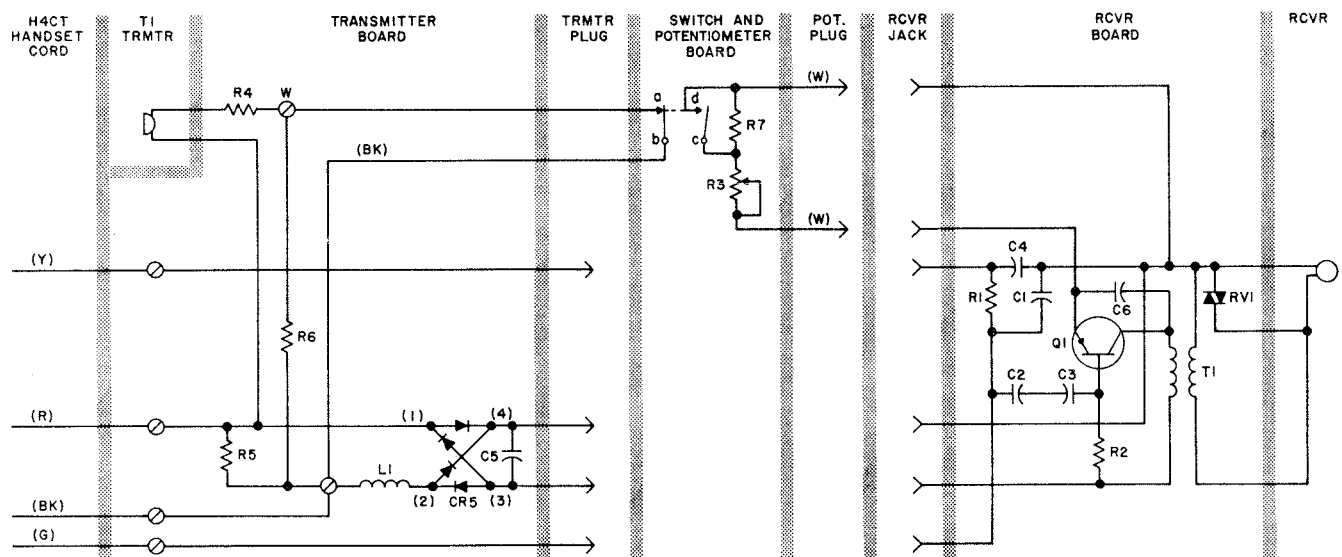 H4CT
HANDSET
CORD
T1
TRMTR
TRANSMITTER
BOARD
TRMTR
PLUG
SWITCH AND
POTENTIOMETER
BOARD
POT.
PLUG
RCVR
JACK
RCVR
BOARD
RCVR
R4
W
a
d
(W)
b
c
R7
(BK)
R3
(W)
(Y)
C4
R1
C1
C6
RV1
R6
Q1
C2
C3
T1
(R)
(1)
(4)
R5
C5
R2
L1
(2)
CR5
(3)
(BK)
(G)